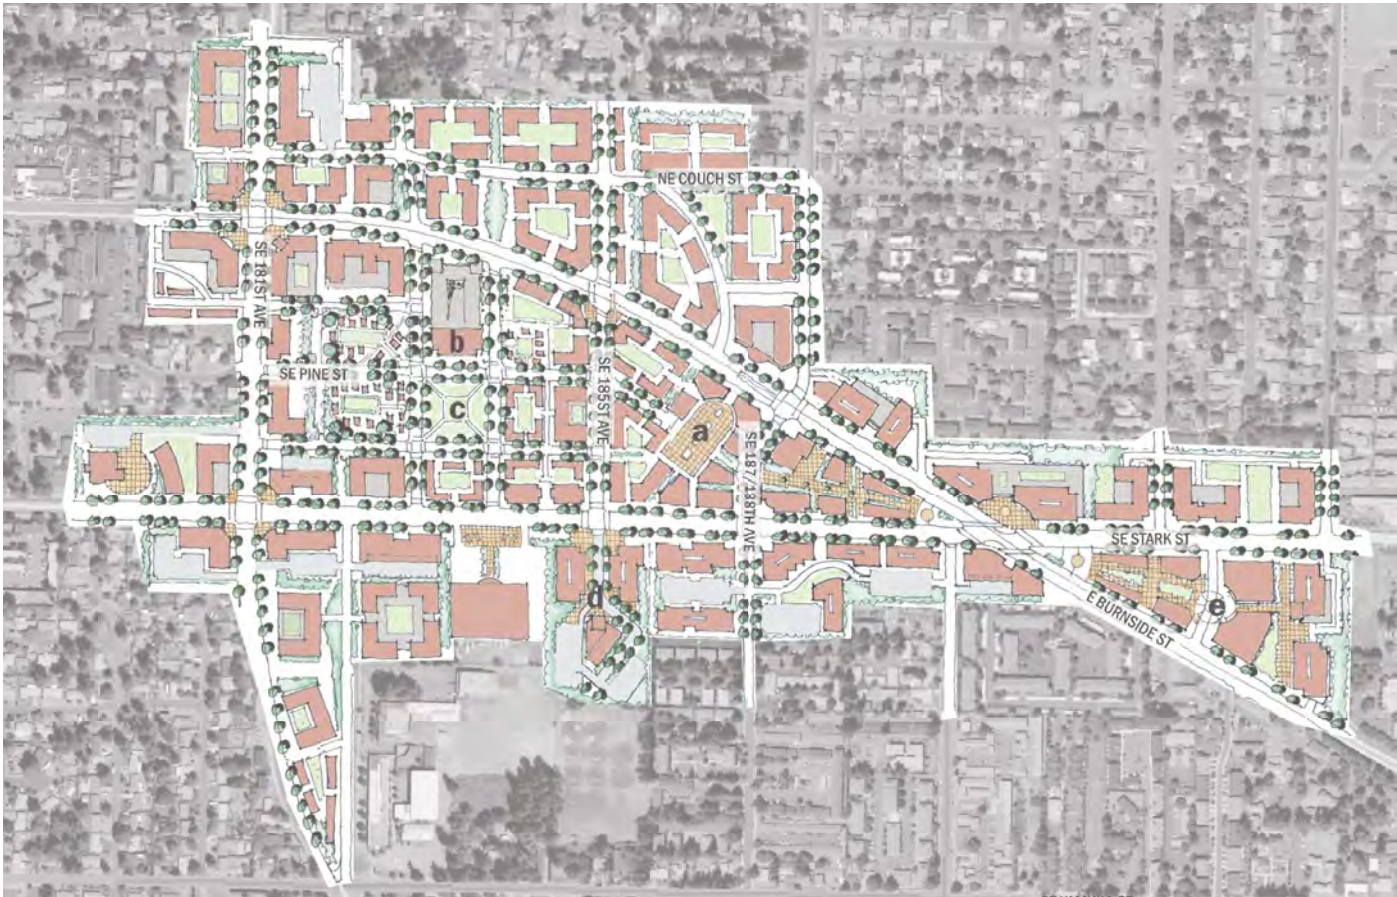 NE COUCH ST
SE 181ST AVE
b
SE PINE ST
c
SE 185ST AVE
a
SE 187/188TH AVE
SE STARK ST
d
E BURNSIDE ST
e